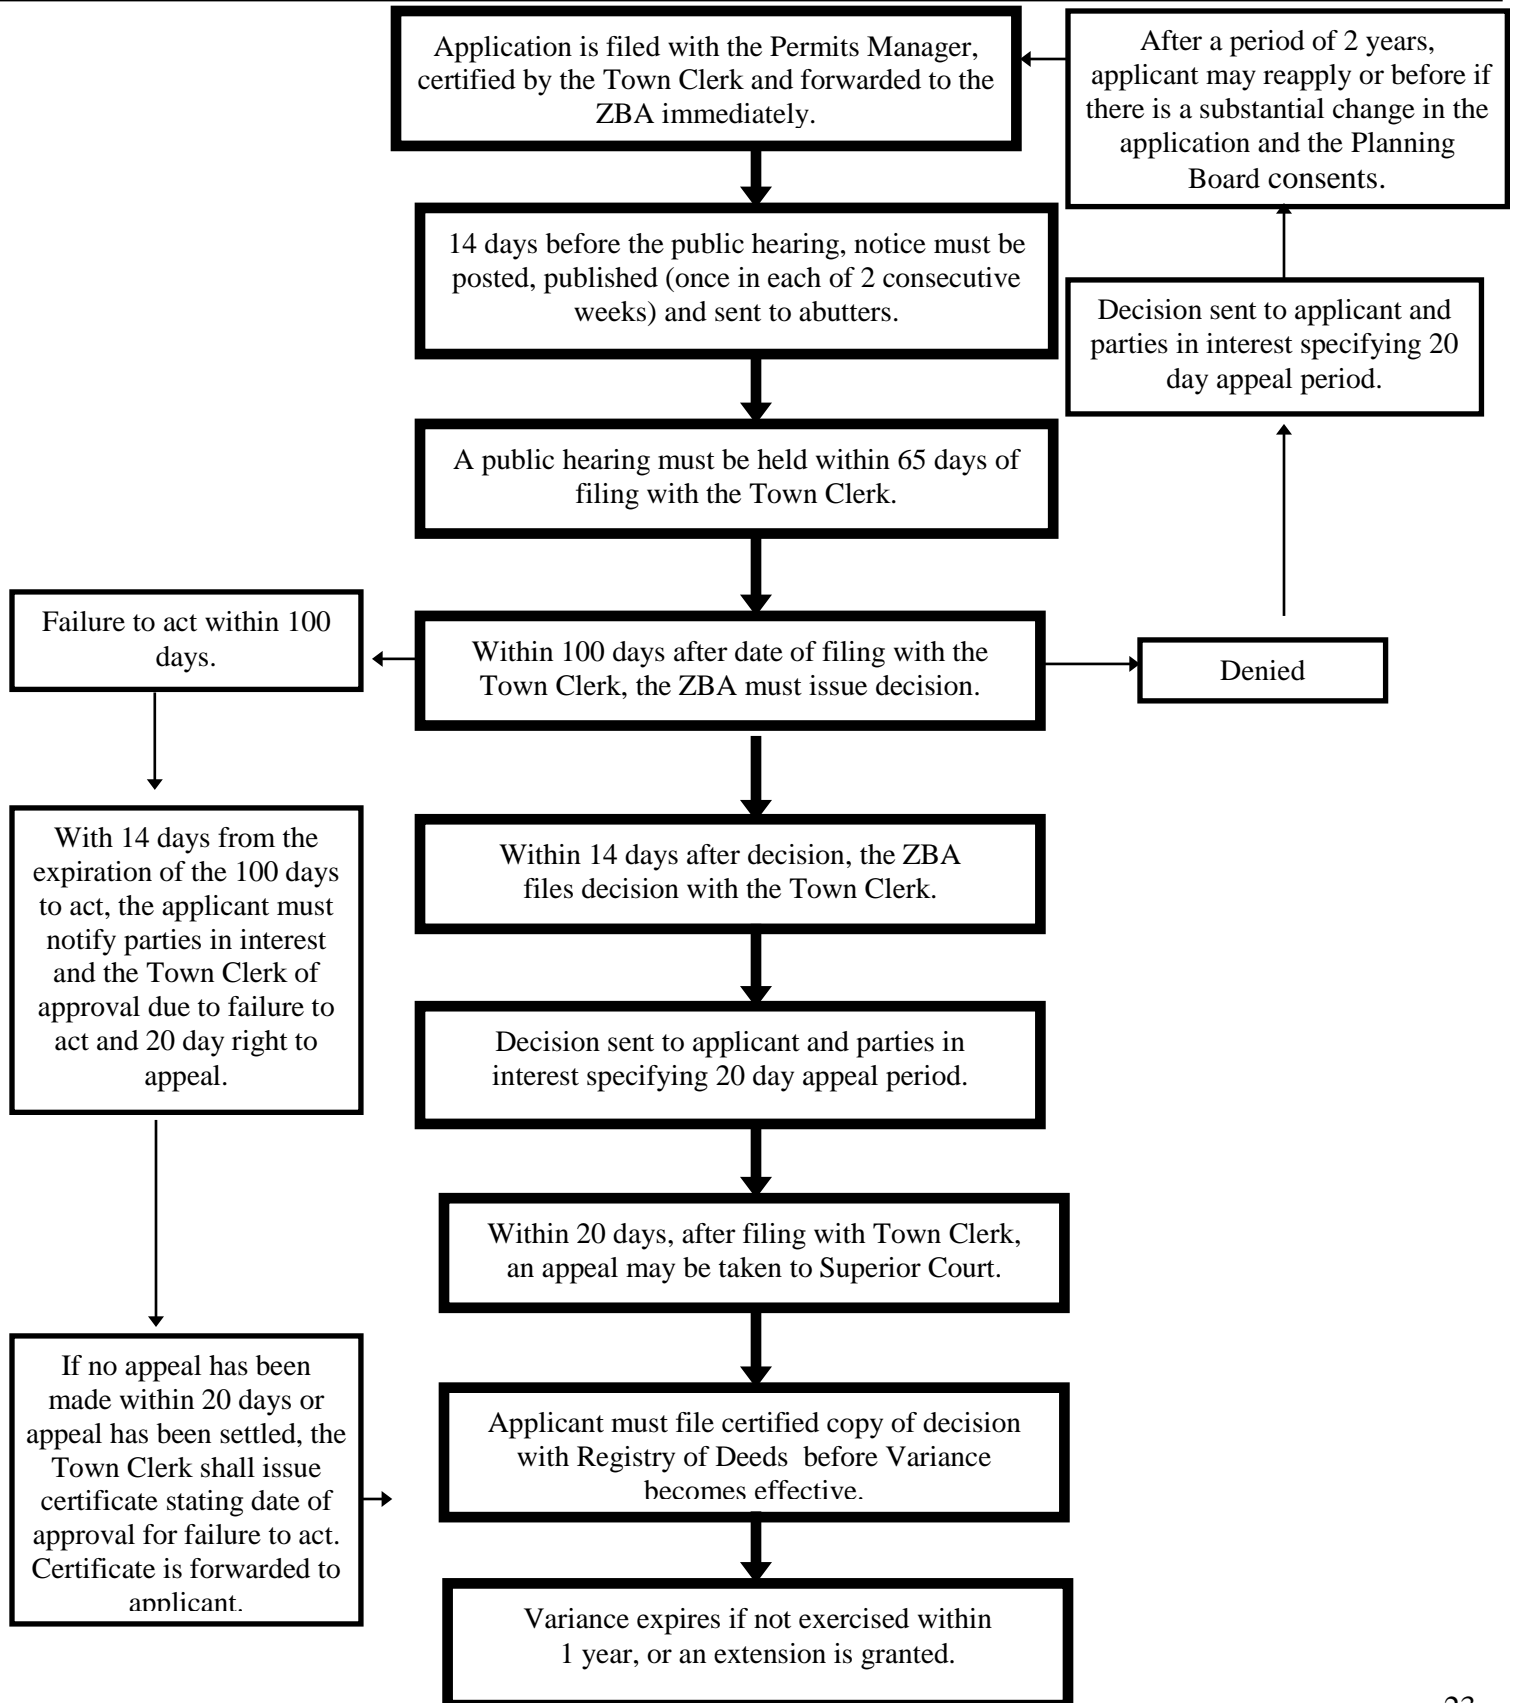 Application is filed with the Permits Manager,
certified by the Town Clerk and forwarded to the
ZBA immediately.
After a period of 2 years,
applicant may reapply or before if
there is a substantial change in the
application and the Planning
Board consents.
14 days before the public hearing, notice must be
posted, published (once in each of 2 consecutive
weeks) and sent to abutters.
Decision sent to applicant and
parties in interest specifying 20
day appeal period.
A public hearing must be held within 65 days of
filing with the Town Clerk.
Failure to act within 100
days.
Within 100 days after date of filing with the
Town Clerk, the ZBA must issue decision.
Denied
With 14 days from the
expiration of the 100 days
to act, the applicant must
notify parties in interest
and the Town Clerk of
approval due to failure to
act and 20 day right to
appeal.
Within 14 days after decision, the ZBA
files decision with the Town Clerk.
Decision sent to applicant and parties in
interest specifying 20 day appeal period.
Within 20 days, after filing with Town Clerk,
an appeal may be taken to Superior Court.
If no appeal has been
made within 20 days or
appeal has been settled, the
Town Clerk shall issue
certificate stating date of
approval for failure to act.
Certificate is forwarded to
applicant.
Applicant must file certified copy of decision
with Registry of Deeds before Variance
becomes effective.
Variance expires if not exercised within
1 year, or an extension is granted.